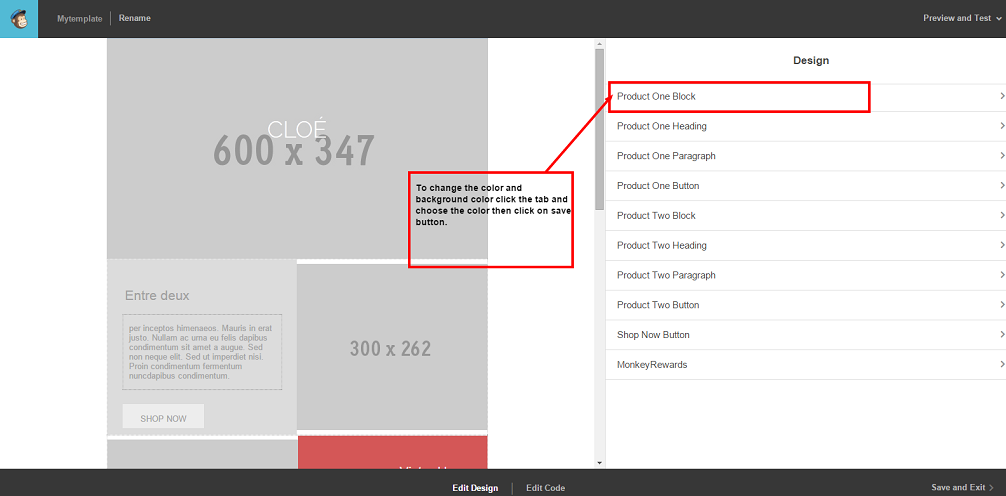 Mytemplate
Rename
Preview and Test
CLOÉ
600 x 347
Design
Product One Block
Product One Heading
Product One Paragraph
Product One Button
Product Two Block
Product Two Heading
Product Two Paragraph
Product Two Button
Shop Now Button
MonkeyRewards
To change the color and
background color click the tab and
choose the color then click on save
button.
Entre deux
per inceptos himenaeos. Mauris in erat
justo. Nullam ac urna eu felis dapibus
condimentum sit amet a augue. Sed
non neque elit. Sed ut imperdiet nisi.
Proin condimentum fermentum
nuncdapibus condimentum.
SHOP NOW
300 x 262
Edit Design
Edit Code
Save and Exit